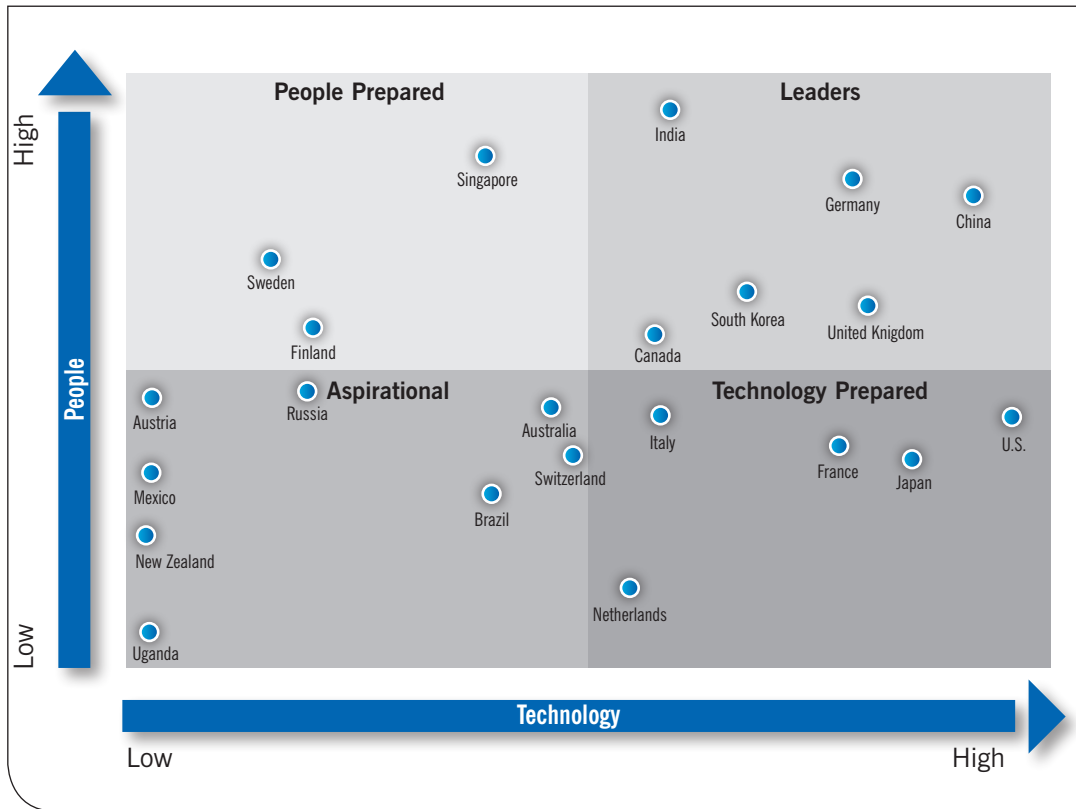 High
People
Low
People Prepared
Leaders
India
Singapore
Germany
China
Sweden
South Korea
United Knigdom
Finland
Canada
Aspirational
Technology Prepared
Austria
Russia
Australia
Italy
U.S.
Switzerland
France
Japan
Mexico
Brazil
New Zealand
Netherlands
Uganda
Technology
Low
High